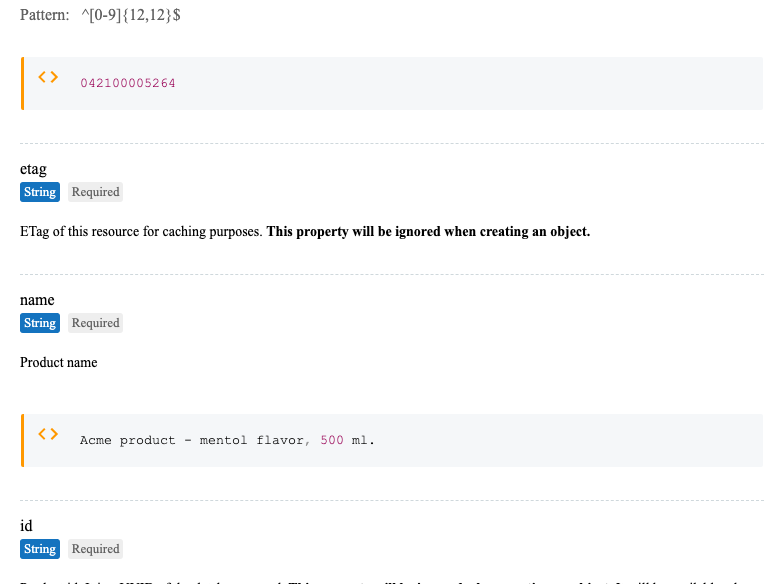 Pattern: ^[0-9]{12,12}$
<> 042100005264
etag
String Required
ETag of this resource for caching purposes. This property will be ignored when creating an object.
name
String Required
Product name
<> Acme product - mentol flavor, 500 ml.
id
String Required